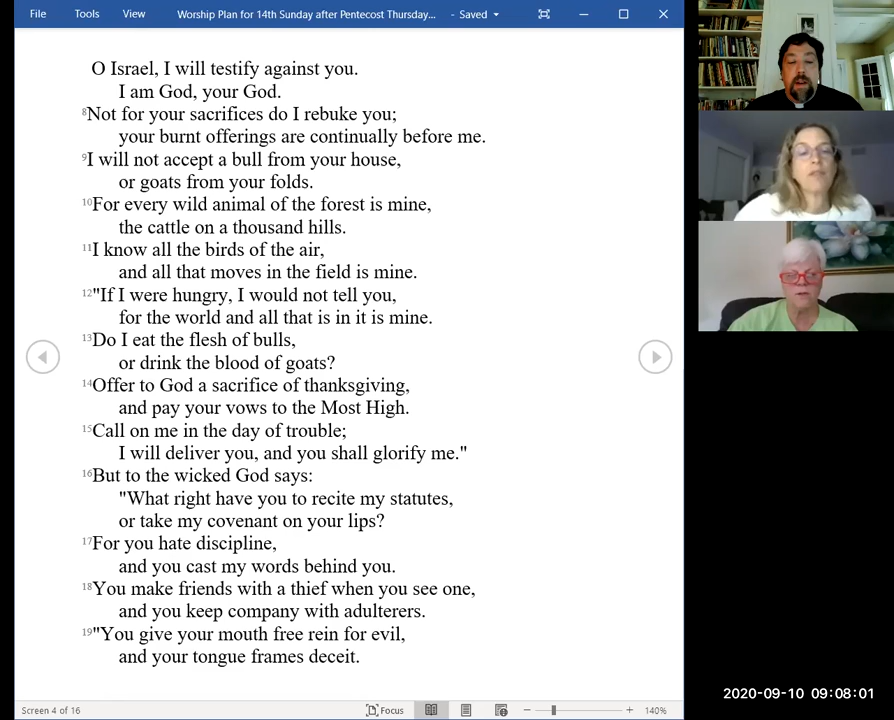 File Tools View Worship Plan for 14th Sunday after Pentecost Thursday... - Saved
O Israel, I will testify against you.
I am God, your God.
8Not for your sacrifices do I rebuke you;
your burnt offerings are continually before me.
9I will not accept a bull from your house,
or goats from your folds.
10For every wild animal of the forest is mine,
the cattle on a thousand hills.
11I know all the birds of the air,
and all that moves in the field is mine.
12"If I were hungry, I would not tell you,
for the world and all that is in it is mine.
13Do I eat the flesh of bulls,
or drink the blood of goats?
14Offer to God a sacrifice of thanksgiving,
and pay your vows to the Most High.
15Call on me in the day of trouble;
I will deliver you, and you shall glorify me."
16But to the wicked God says:
"What right have you to recite my statutes,
or take my covenant on your lips?
17For you hate discipline,
and you cast my words behind you.
18You make friends with a thief when you see one,
and you keep company with adulterers.
19"You give your mouth free rein for evil,
and your tongue frames deceit.
2020-09-10 09:08:01
Screen 4 of 16 Focus 140%